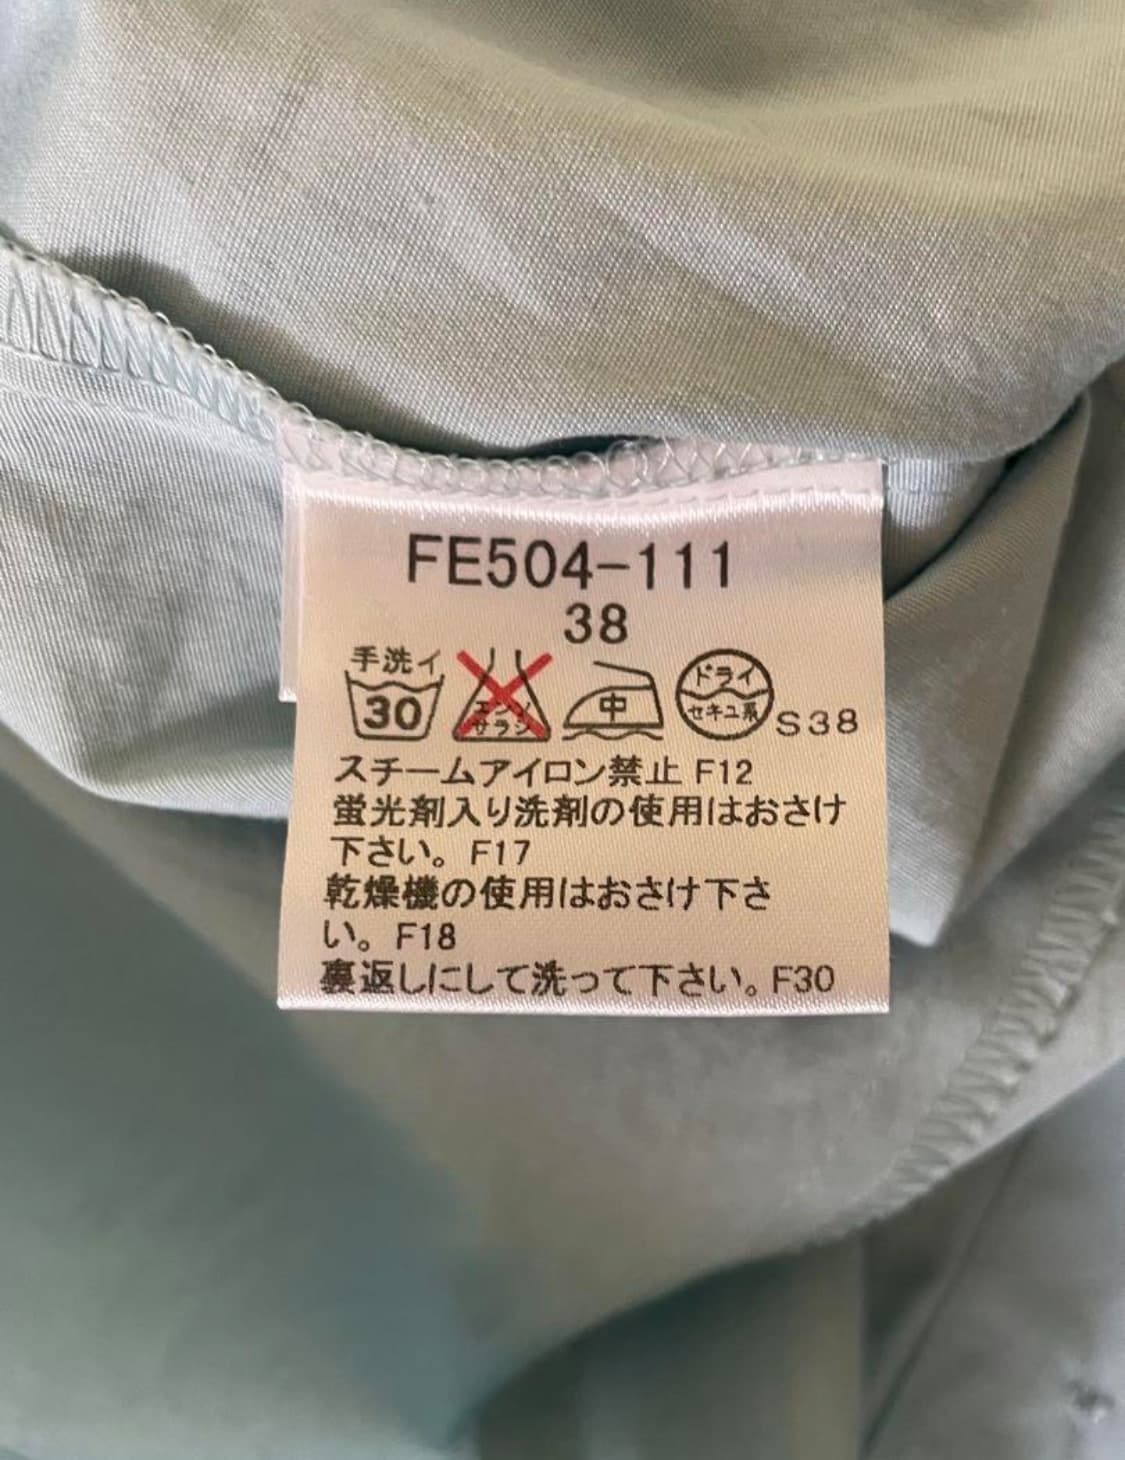 FE504-111
38
手洗イ
30
エンソ
サラシ
中
ドライ
セキユ系
S38
スチームアイロン禁止 F12
蛍光剤入り洗剤の使用はおさけ
下さい。F17
乾燥機の使用はおさけ下さ
い。F18
裏返しにして洗って下さい。F30